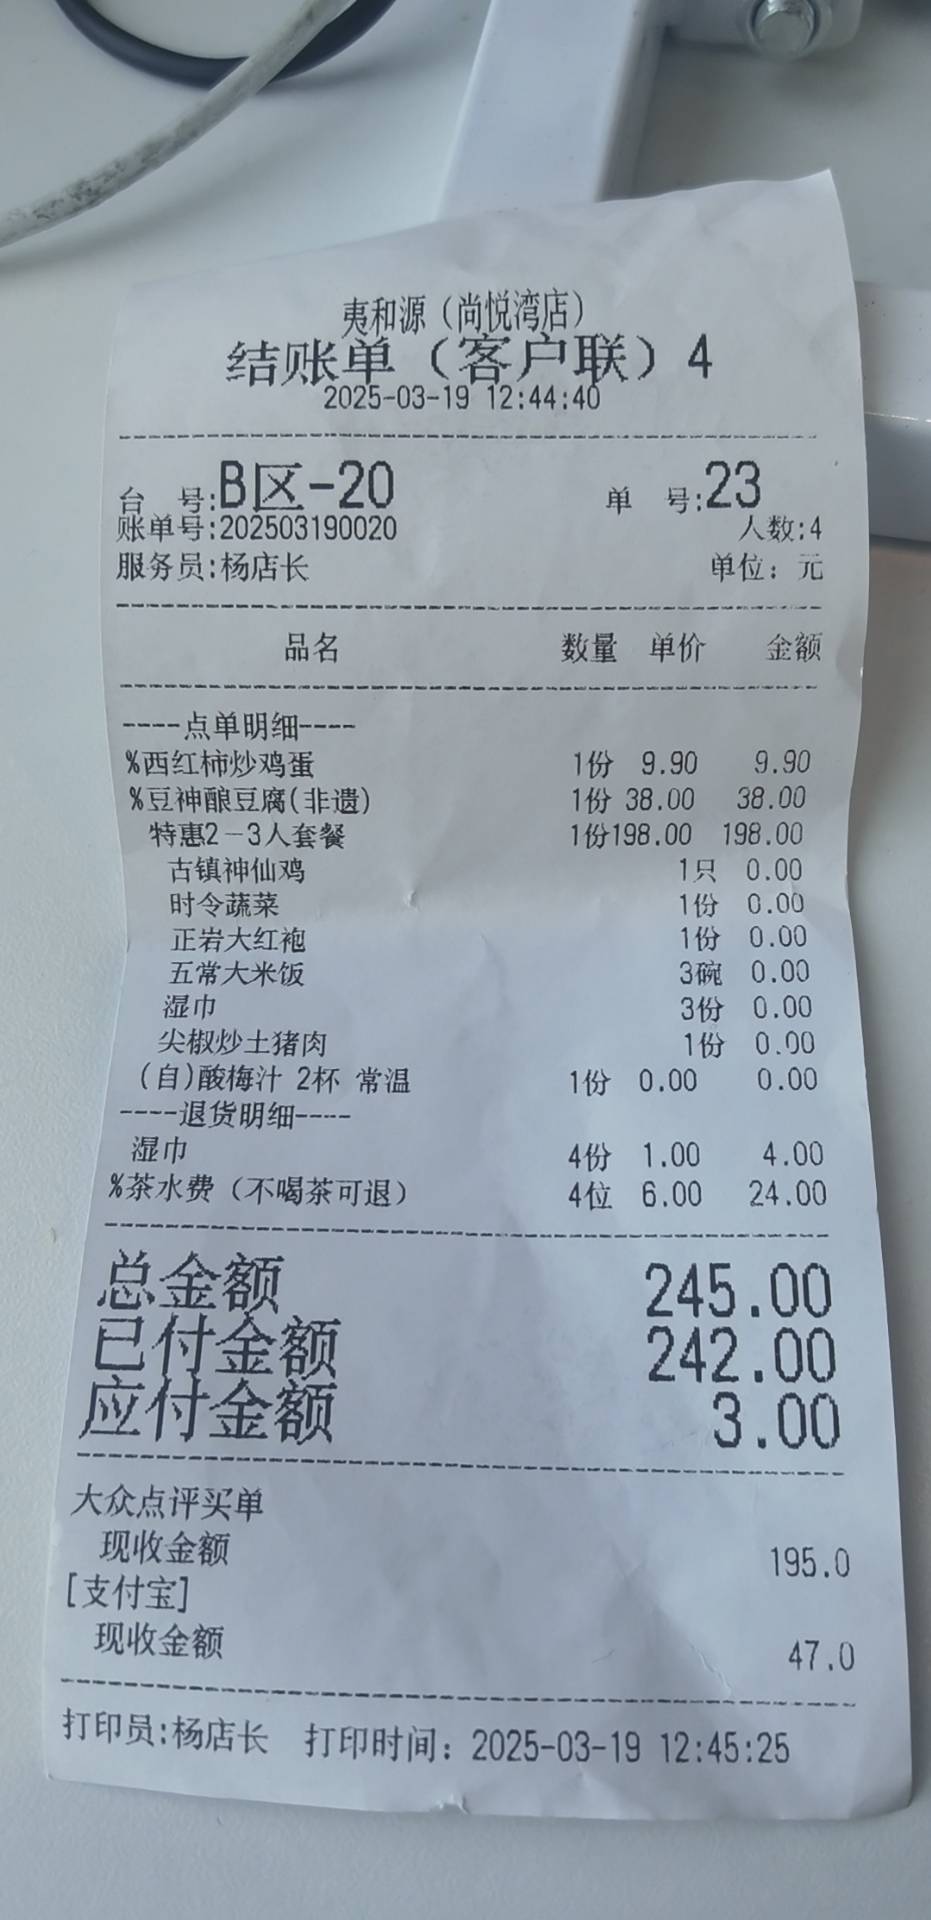 夷和源（尚悦湾店）
结账单（客户联）4
2025-03-19 12:44:40
台 号:B区-20 单 号:23
账单号:202503190020 人数:4
服务员:杨店长 单位：元
品名 数量 单价 金额
----点单明细----
%西红柿炒鸡蛋 1份 9.90 9.90
%豆神酿豆腐(非遗) 1份 38.00 38.00
特惠2-3人套餐 1份198.00 198.00
古镇神仙鸡 1只 0.00
时令蔬菜 1份 0.00
正岩大红袍 1份 0.00
五常大米饭 3碗 0.00
湿巾 3份 0.00
尖椒炒土猪肉 1份 0.00
(自)酸梅汁 2杯 常温 1份 0.00 0.00
----退货明细----
湿巾 4份 1.00 4.00
%茶水费（不喝茶可退） 4位 6.00 24.00
总金额 245.00
已付金额 242.00
应付金额 3.00
大众点评买单
现收金额 195.0
[支付宝]
现收金额 47.0
打印员:杨店长 打印时间：2025-03-19 12:45:25